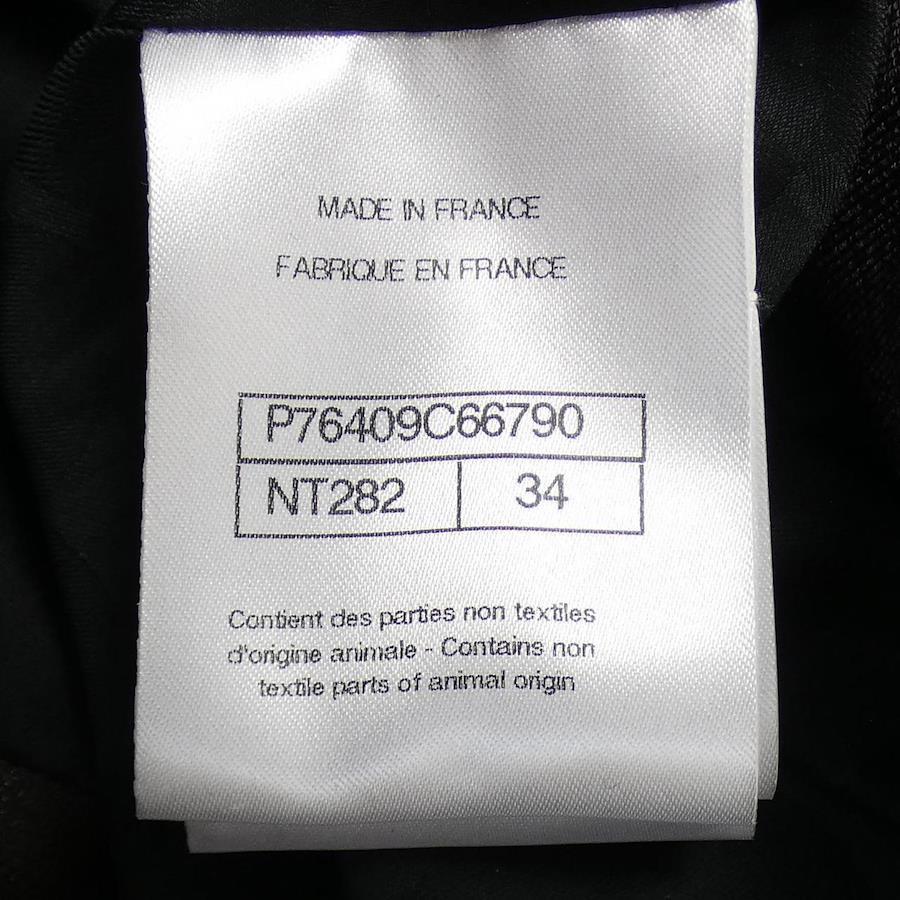 MADE IN FRANCE
FABRIQUE EN FRANCE
P76409C66790
NT282 34
Contient des parties non textiles
d'origine animale - Contains non
textile parts of animal origin